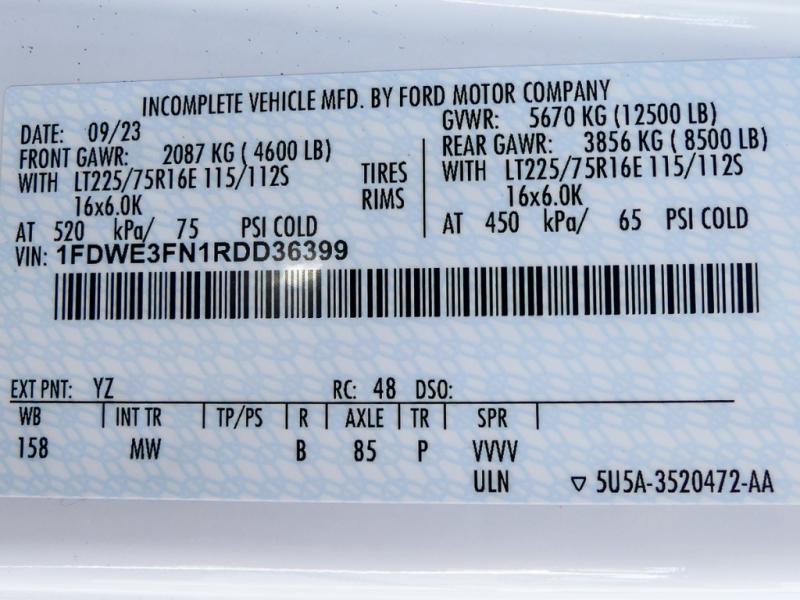 INCOMPLETE VEHICLE MFD. BY FORD MOTOR COMPANY
DATE: 09/23
GVWR: 5670 KG (12500 LB)
FRONT GAWR: 2087 KG ( 4600 LB)
REAR GAWR: 3856 KG ( 8500 LB)
WITH LT225/75R16E 115/112S TIRES WITH LT225/75R16E 115/112S
16x6.0K RIMS 16x6.0K
AT 520 kPa/ 75 PSI COLD AT 450 kPa/ 65 PSI COLD
VIN: 1FDWE3FN1RDD36399
EXT PNT: YZ RC: 48 DSO:
WB INT TR TP/PS R AXLE TR SPR
158 MW B 85 P VVVV
ULN ▽ 5U5A-3520472-AA